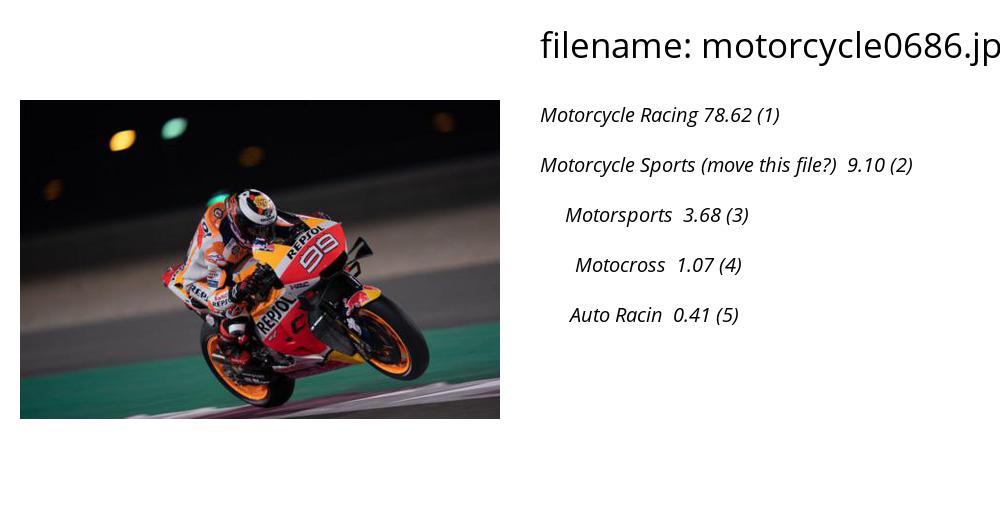 filename: motorcycle0686.jp
Motorcycle Racing 78.62 (1)
Motorcycle Sports (move this file?) 9.10 (2)
Motorsports 3.68 (3)
Motocross 1.07 (4)
Auto Racin 0.41 (5)
REPSOL
99
REPSOL